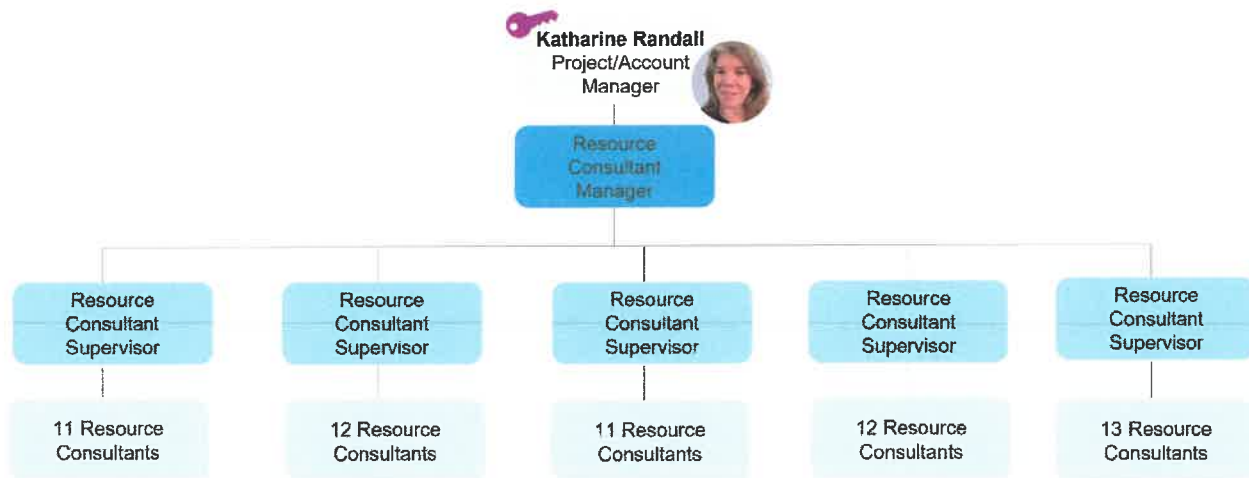 Katharine Randall
Project/Account
Manager
Resource
Consultant
Manager
Resource
Consultant
Supervisor
Resource
Consultant
Supervisor
Resource
Consultant
Supervisor
Resource
Consultant
Supervisor
Resource
Consultant
Supervisor
11 Resource
Consultants
12 Resource
Consultants
11 Resource
Consultants
12 Resource
Consultants
13 Resource
Consultants